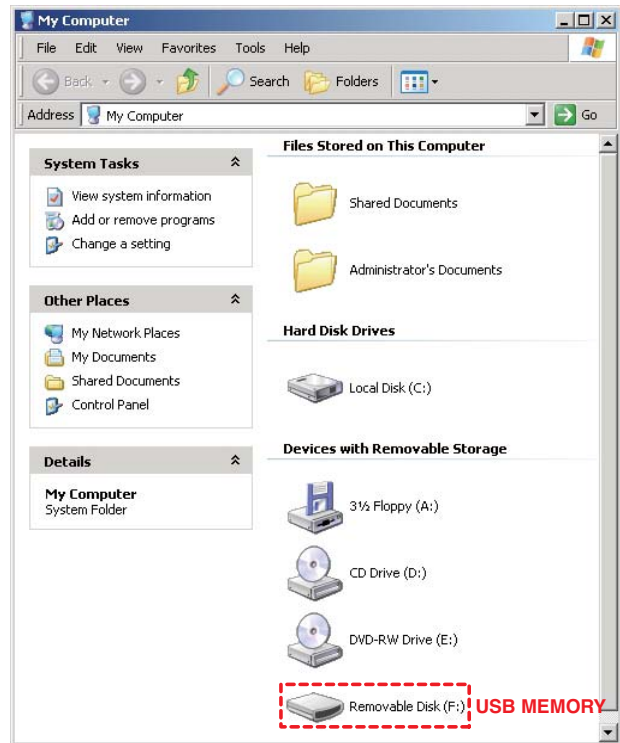 My Computer
File Edit View Favorites Tools Help
Back Search Folders
Address My Computer Go
System Tasks
View system information
Add or remove programs
Change a setting
Other Places
My Network Places
My Documents
Shared Documents
Control Panel
Details
My Computer
System Folder
Files Stored on This Computer
Shared Documents
Administrator's Documents
Hard Disk Drives
Local Disk (C:)
Devices with Removable Storage
3½ Floppy (A:)
CD Drive (D:)
DVD-RW Drive (E:)
Removable Disk (F:) USB MEMORY